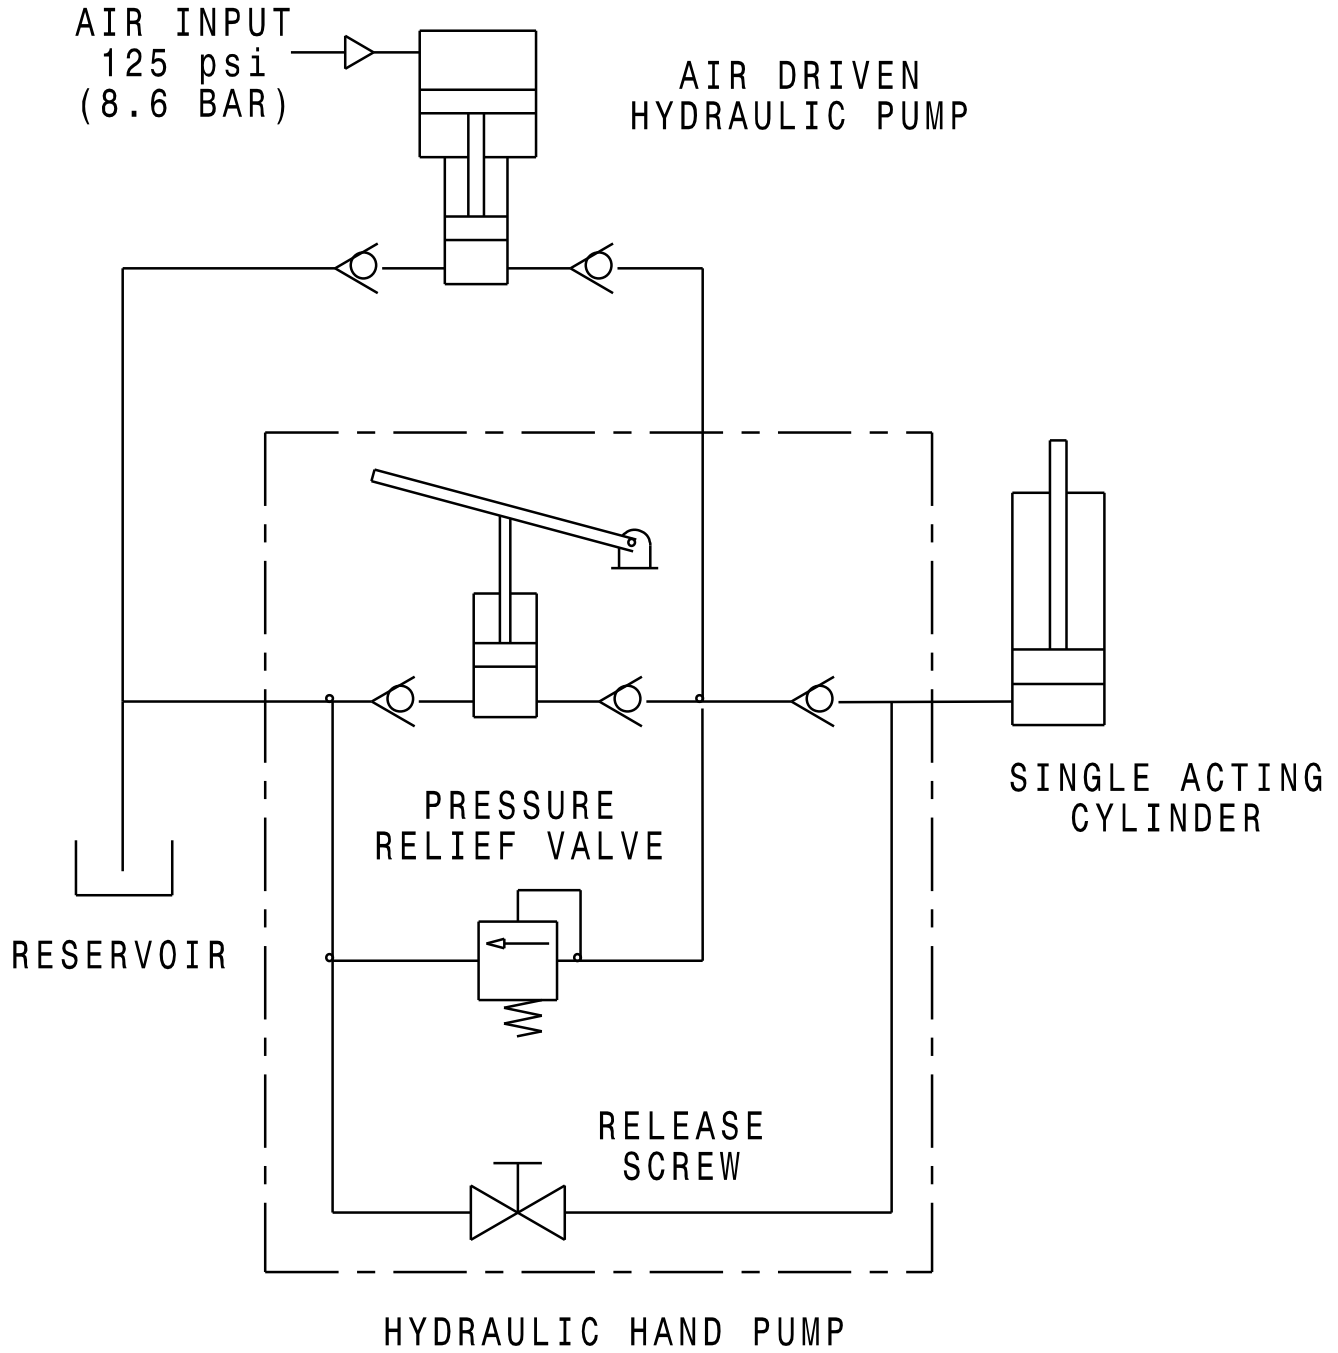 AIR INPUT
125 psi
(8.6 BAR)
AIR DRIVEN
HYDRAULIC PUMP
SINGLE ACTING
CYLINDER
PRESSURE
RELIEF VALVE
RESERVOIR
RELEASE
SCREW
HYDRAULIC HAND PUMP